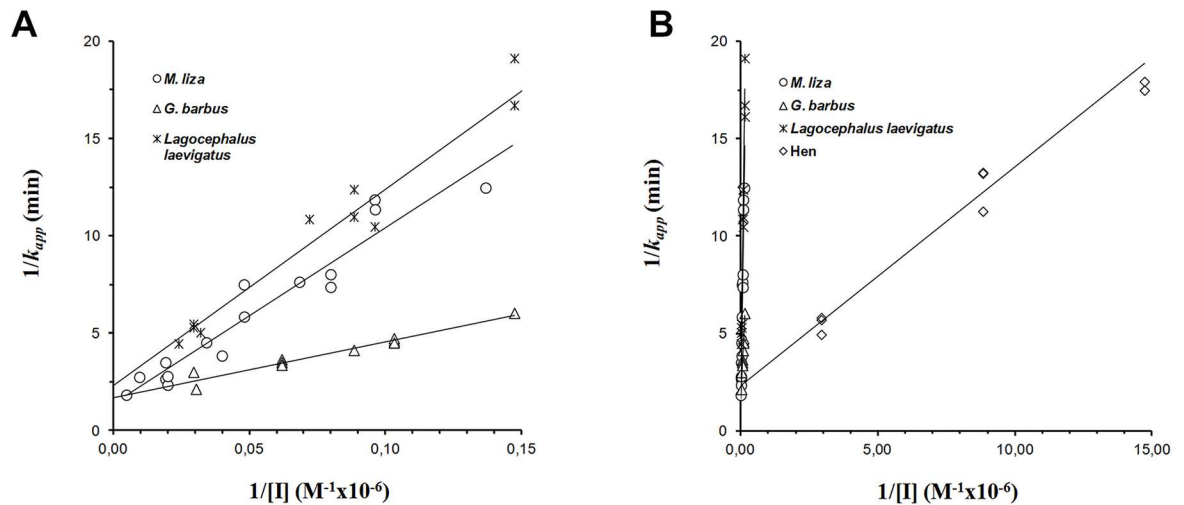 A
20
15
10
5
0
M. liza
G. barbus
Lagocephalus
laevigatus
1/kapp (min)
0,00
0,05
0,10
0,15
1/[I] (M-1x10-6)
B
20
15
10
5
0
M. liza
G. barbus
Lagocephalus laevigatus
Hen
1/kapp (min)
0,00
5,00
10,00
15,00
1/[I] (M-1x10-6)